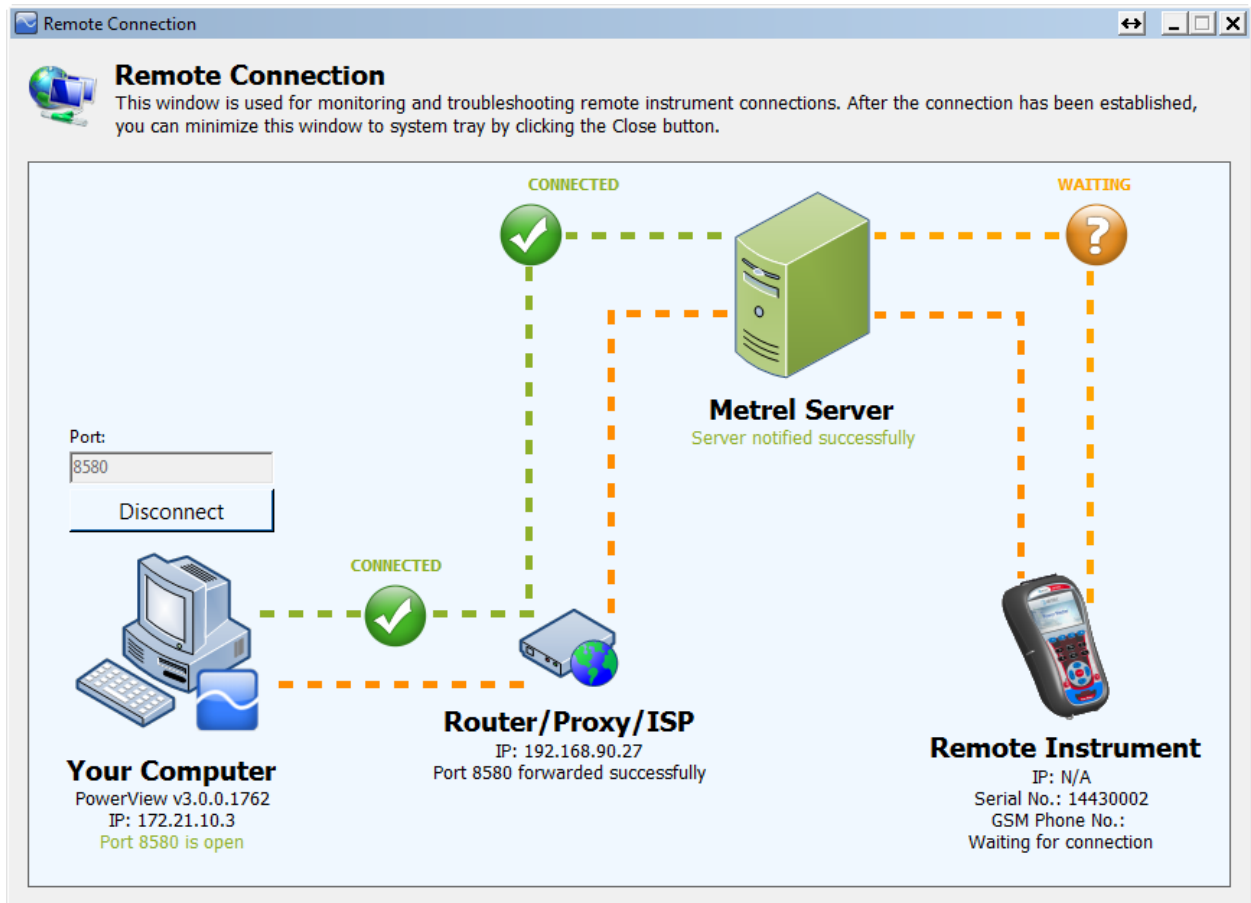 Remote Connection
Remote Connection
This window is used for monitoring and troubleshooting remote instrument connections. After the connection has been established,
you can minimize this window to system tray by clicking the Close button.
CONNECTED
WAITING
?
Metrel Server
Server notified successfully
Port:
8580
Disconnect
CONNECTED
Router/Proxy/ISP
IP: 192.168.90.27
Port 8580 forwarded successfully
Your Computer
PowerView v3.0.0.1762
IP: 172.21.10.3
Port 8580 is open
Remote Instrument
IP: N/A
Serial No.: 14430002
GSM Phone No.:
Waiting for connection